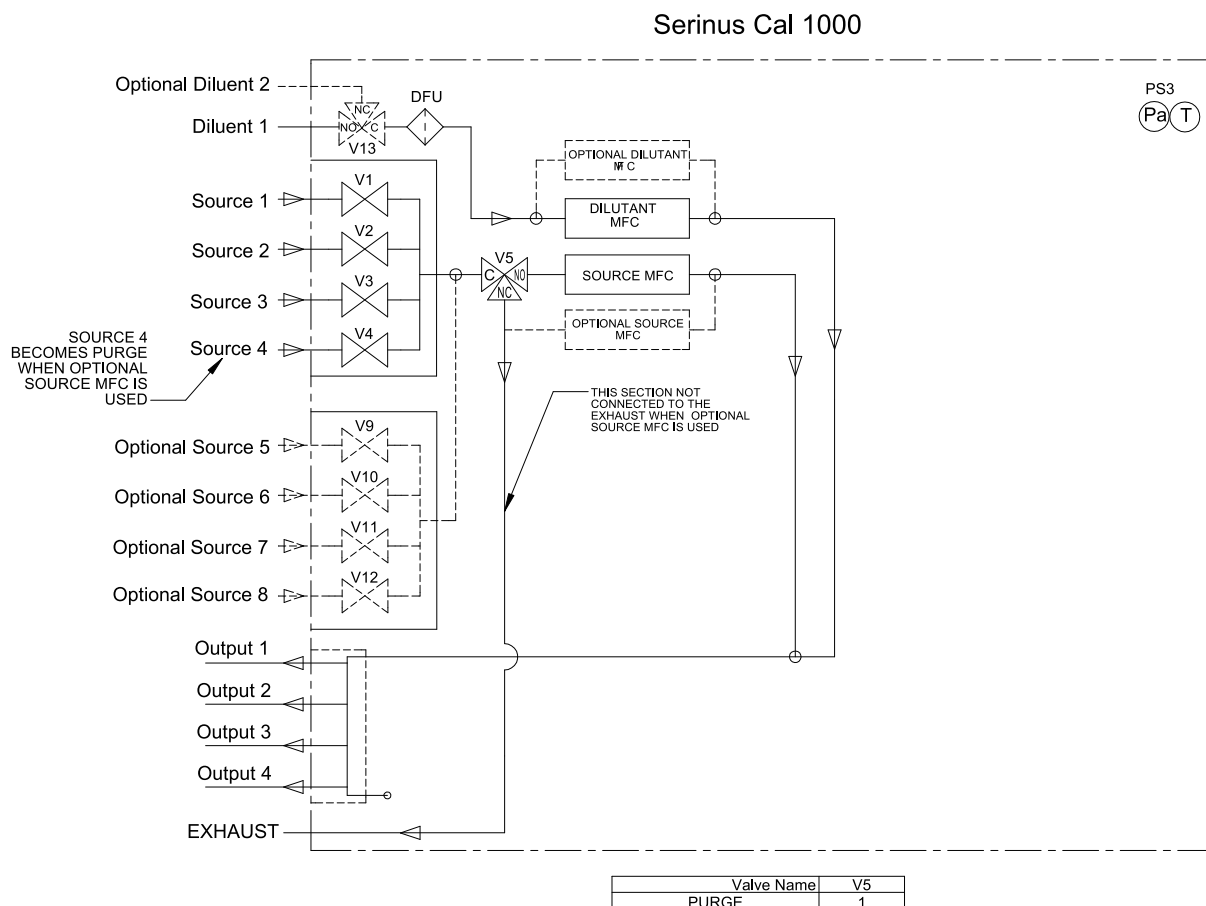 Serinus Cal 1000
Optional Diluent 2
Diluent 1
NC
NO
C
V13
DFU
PS3
Pa
T
OPTIONAL DILUTANT
MFC
DILUTANT
MFC
Source 1
V1
Source 2
V2
Source 3
V3
Source 4
V4
V5
C
NO
NC
SOURCE MFC
OPTIONAL SOURCE
MFC
SOURCE 4
BECOMES PURGE
WHEN OPTIONAL
SOURCE MFC IS
USED
THIS SECTION NOT
CONNECTED TO THE
EXHAUST WHEN OPTIONAL
SOURCE MFC IS USED
Optional Source 5
V9
Optional Source 6
V10
Optional Source 7
V11
Optional Source 8
V12
Output 1
Output 2
Output 3
Output 4
EXHAUST
Valve Name V5
PURGE 1